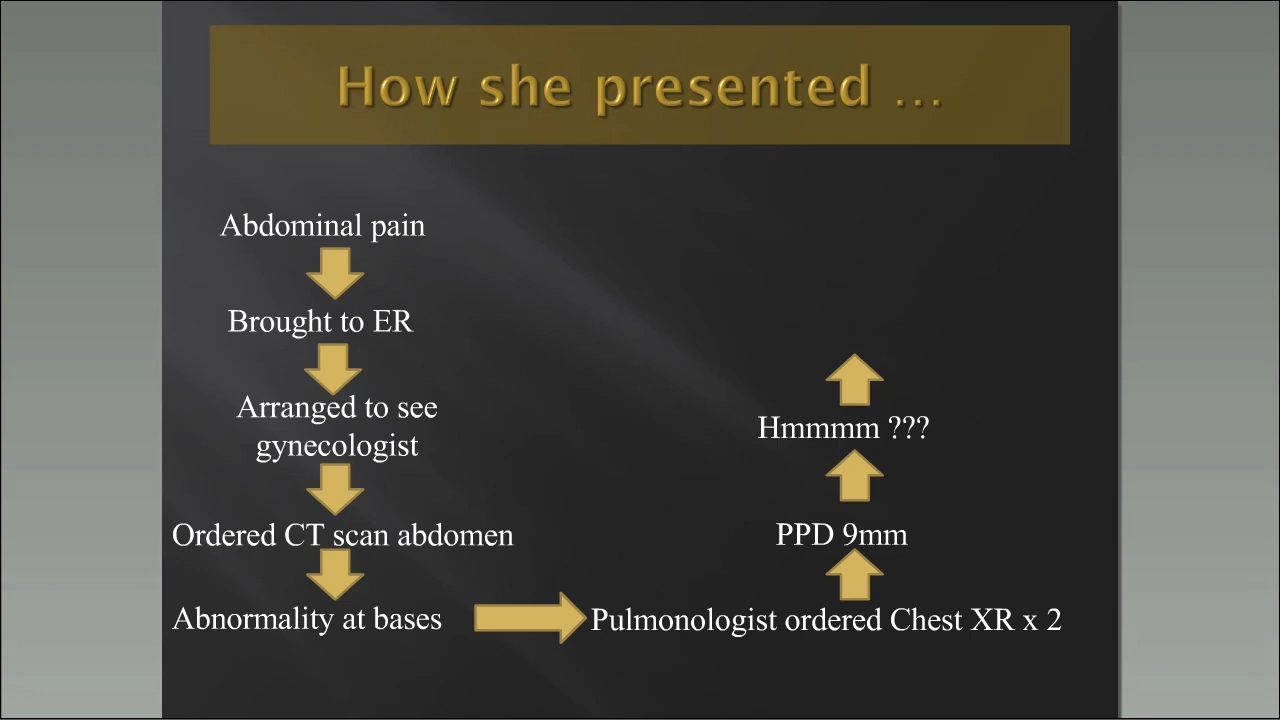 How she presented ...
Abdominal pain
Brought to ER
Arranged to see
gynecologist
Ordered CT scan abdomen
Abnormality at bases
Pulmonologist ordered Chest XR x 2
PPD 9mm
Hmmmm ???